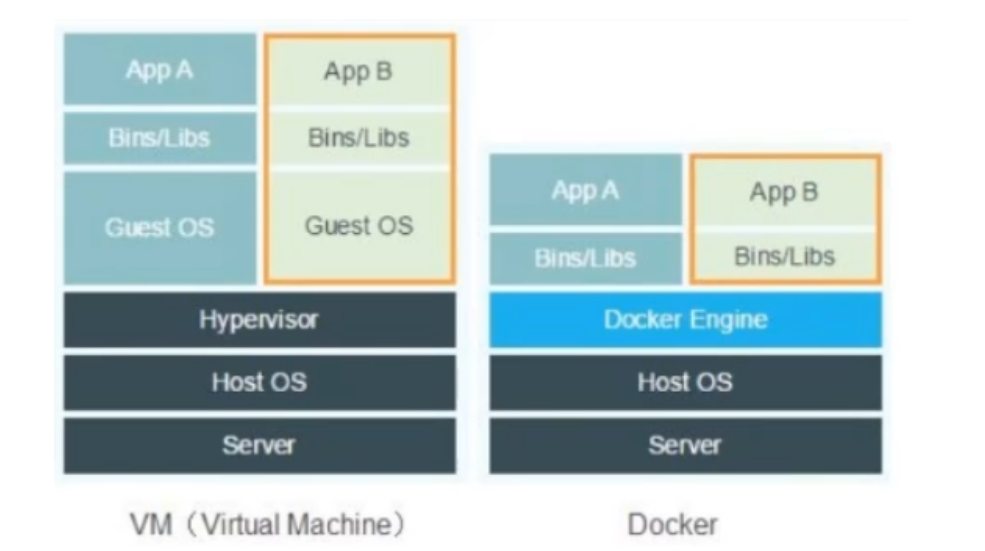 App A
App B
Bins/Libs
Bins/Libs
Guest OS
Guest OS
Hypervisor
Host OS
Server
VM（Virtual Machine）
App A
App B
Bins/Libs
Bins/Libs
Docker Engine
Host OS
Server
Docker